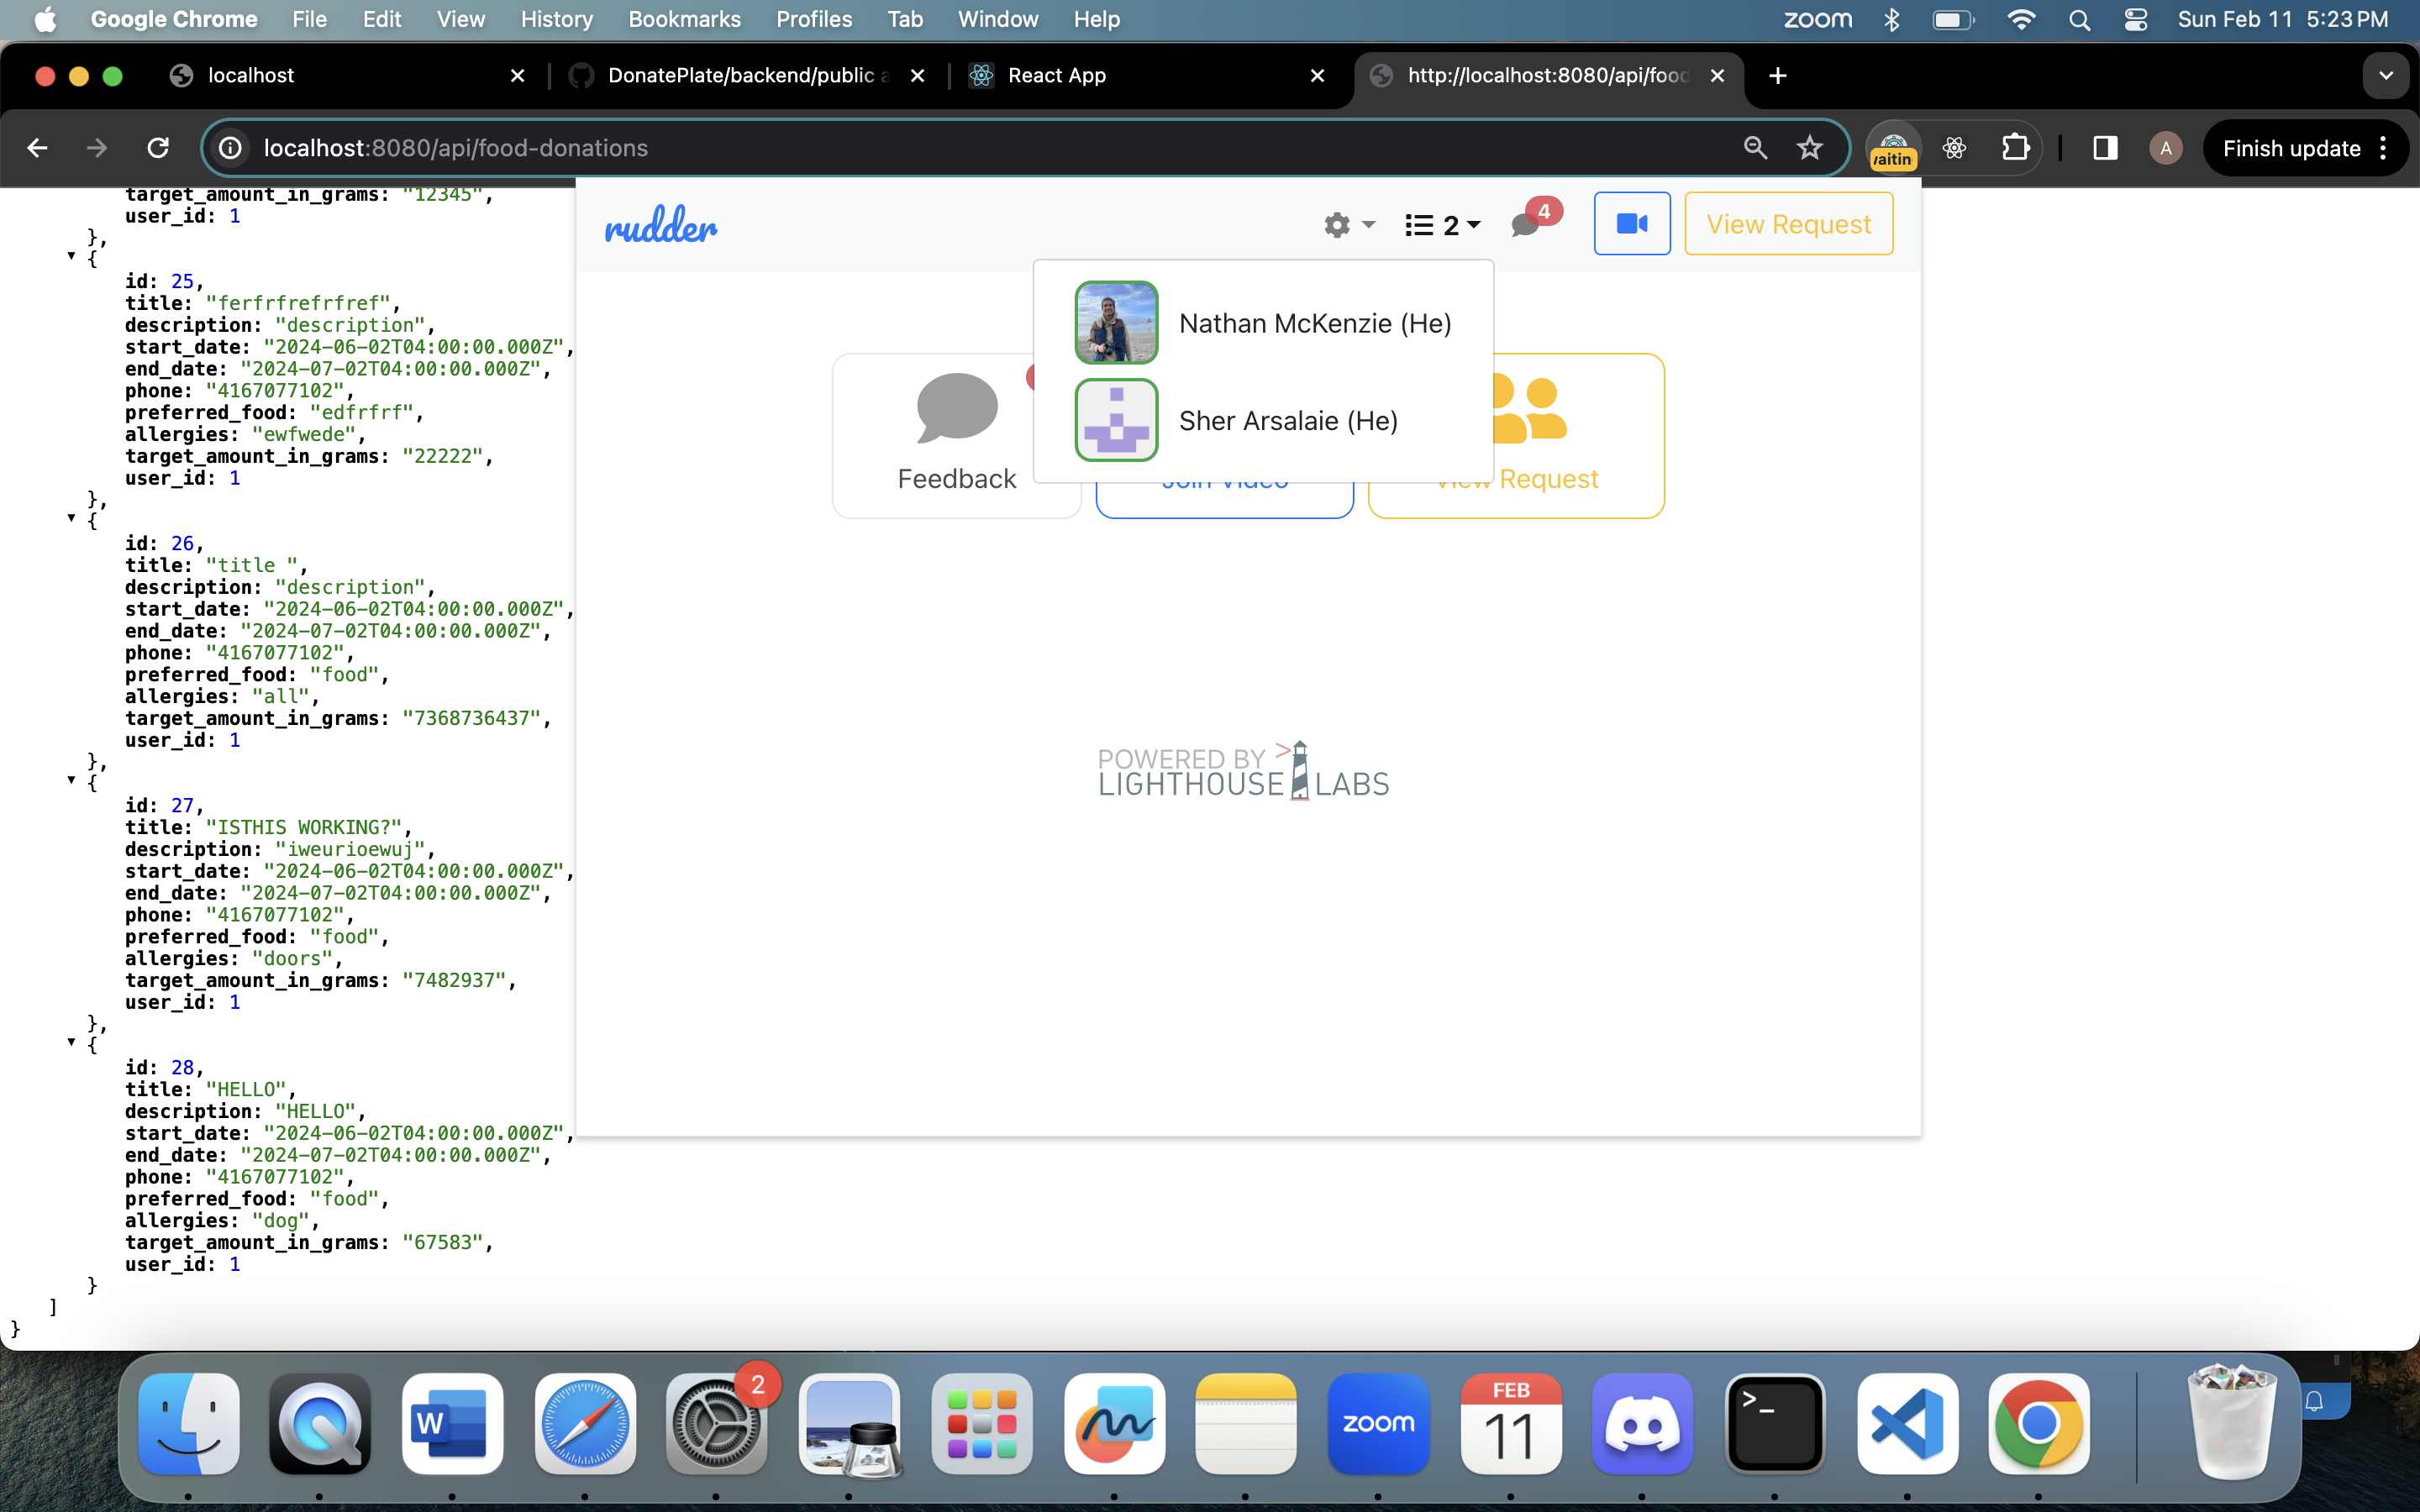 Google Chrome File Edit View History Bookmarks Profiles Tab Window Help zoom Sun Feb 11 5:23 PM
localhost DonatePlate/backend/public a React App http://localhost:8080/api/food
localhost:8080/api/food-donations aitin A Finish update
target_amount_in_grams: "12345",
user_id: 1
},
{
id: 25,
title: "ferfrfrefrfref",
description: "description",
start_date: "2024-06-02T04:00:00.000Z",
end_date: "2024-07-02T04:00:00.000Z",
phone: "4167077102",
preferred_food: "edfrfrf",
allergies: "ewfwede",
target_amount_in_grams: "22222",
user_id: 1
},
{
id: 26,
title: "title ",
description: "description",
start_date: "2024-06-02T04:00:00.000Z",
end_date: "2024-07-02T04:00:00.000Z",
phone: "4167077102",
preferred_food: "food",
allergies: "all",
target_amount_in_grams: "7368736437",
user_id: 1
},
{
id: 27,
title: "ISTHIS WORKING?",
description: "iweurioewuj",
start_date: "2024-06-02T04:00:00.000Z",
end_date: "2024-07-02T04:00:00.000Z",
phone: "4167077102",
preferred_food: "food",
allergies: "doors",
target_amount_in_grams: "7482937",
user_id: 1
},
{
id: 28,
title: "HELLO",
description: "HELLO",
start_date: "2024-06-02T04:00:00.000Z",
end_date: "2024-07-02T04:00:00.000Z",
phone: "4167077102",
preferred_food: "food",
allergies: "dog",
target_amount_in_grams: "67583",
user_id: 1
}
]
}
rudder 2 4 View Request
Nathan McKenzie (He)
Sher Arsalaie (He)
Feedback Join Video View Request
POWERED BY
LIGHTHOUSE LABS
2
W zoom FEB
11 >_